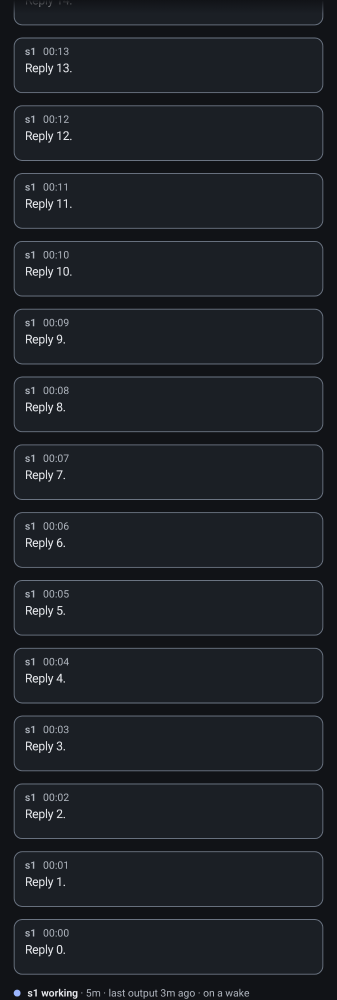 Reply 14.
s1 00:13
Reply 13.
s1 00:12
Reply 12.
s1 00:11
Reply 11.
s1 00:10
Reply 10.
s1 00:09
Reply 9.
s1 00:08
Reply 8.
s1 00:07
Reply 7.
s1 00:06
Reply 6.
s1 00:05
Reply 5.
s1 00:04
Reply 4.
s1 00:03
Reply 3.
s1 00:02
Reply 2.
s1 00:01
Reply 1.
s1 00:00
Reply 0.
s1 working · 5m · last output 3m ago · on a wake